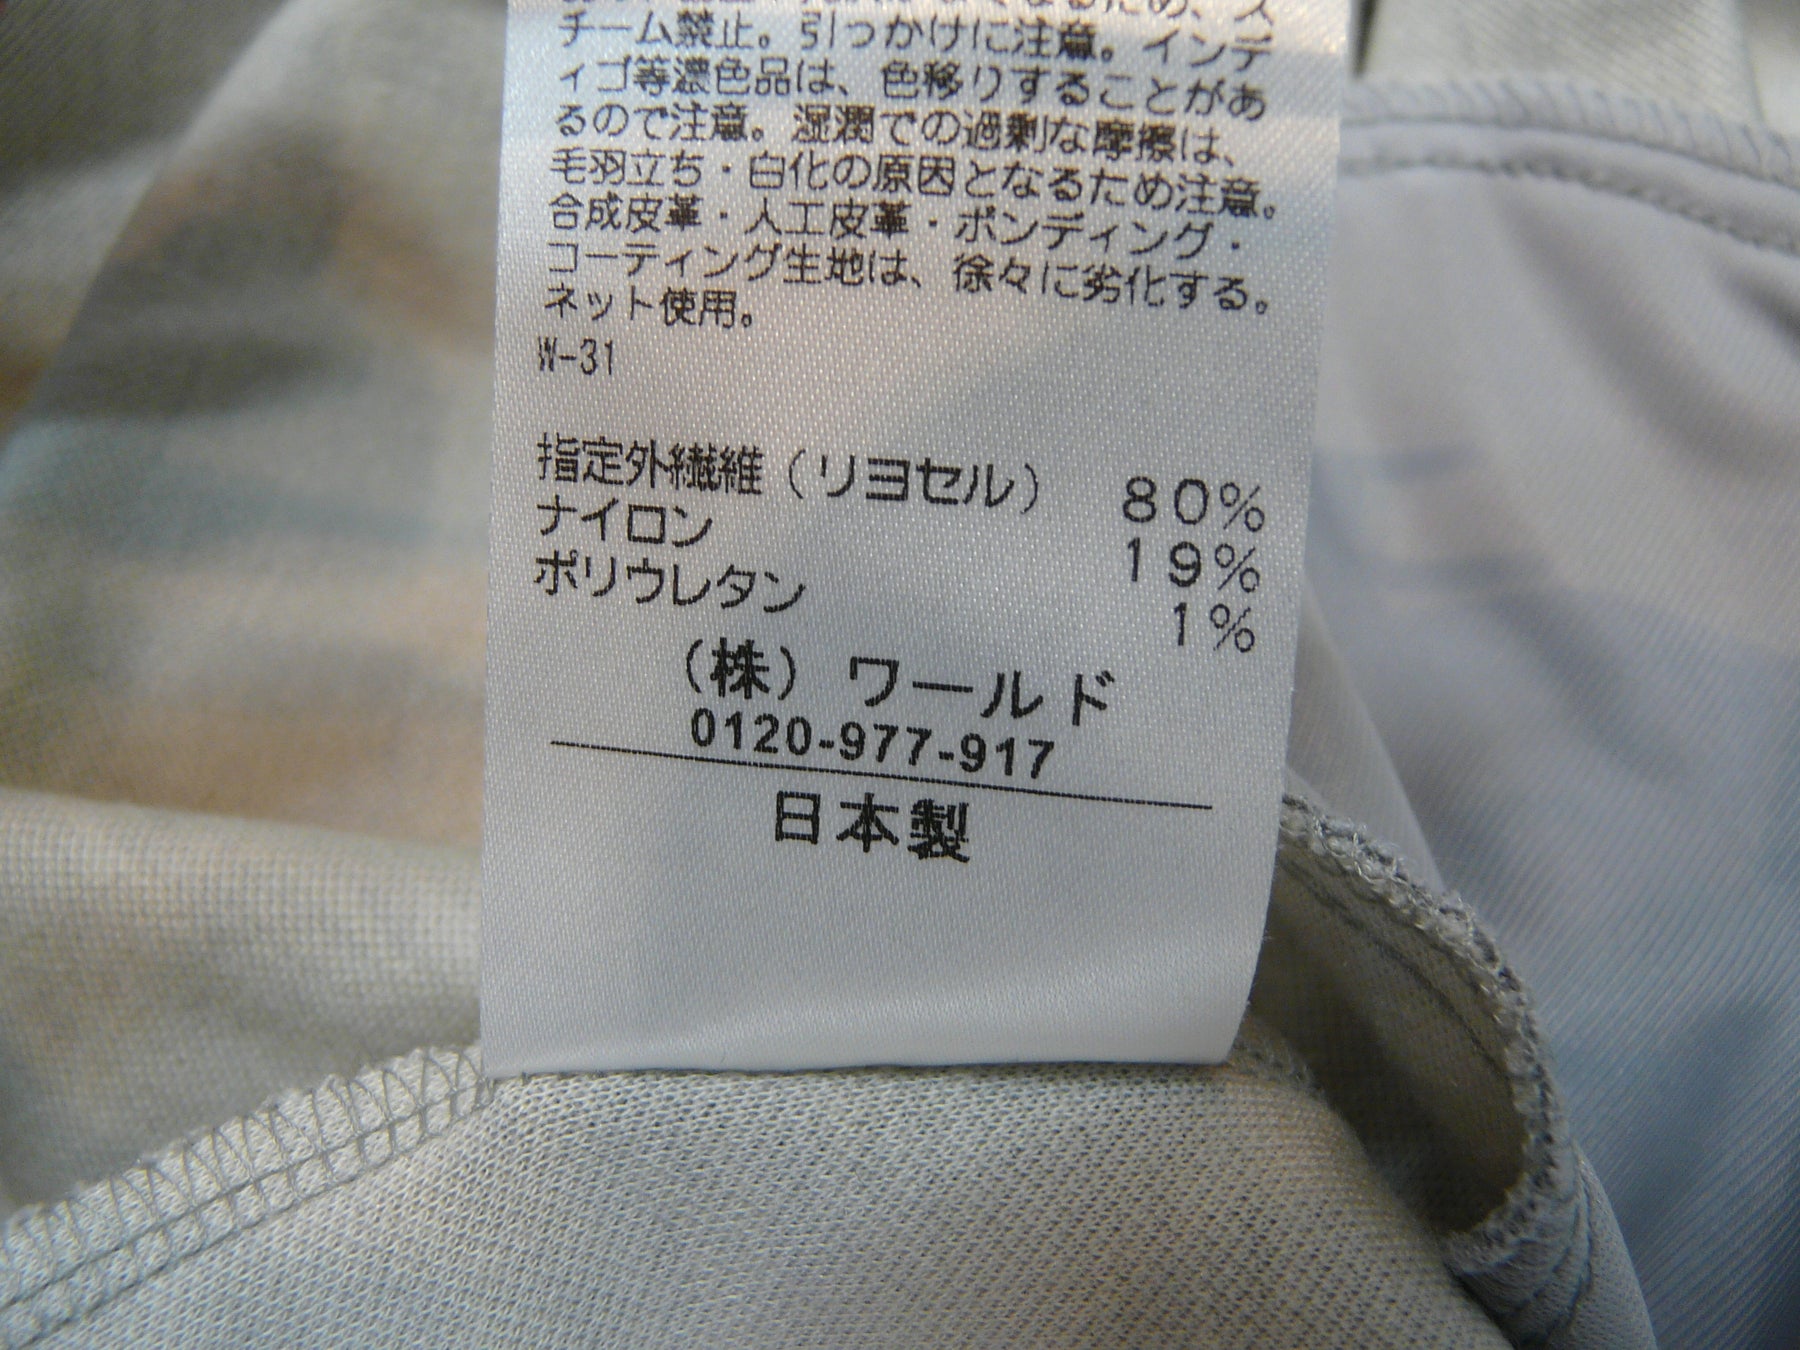 チーム禁止。引っかけに注意。インデ
ィゴ等濃色品は、色移りすることがあ
るので注意。湿潤での過剰な摩擦は、
毛羽立ち・白化の原因となるため注意。
合成皮革・人工皮革・ボンディング・
コーティング生地は、徐々に劣化する。
ネット使用。
W-31
指定外繊維（リヨセル） 80%
ナイロン 19%
ポリウレタン 1%
（株）ワールド
0120-977-917
日本製